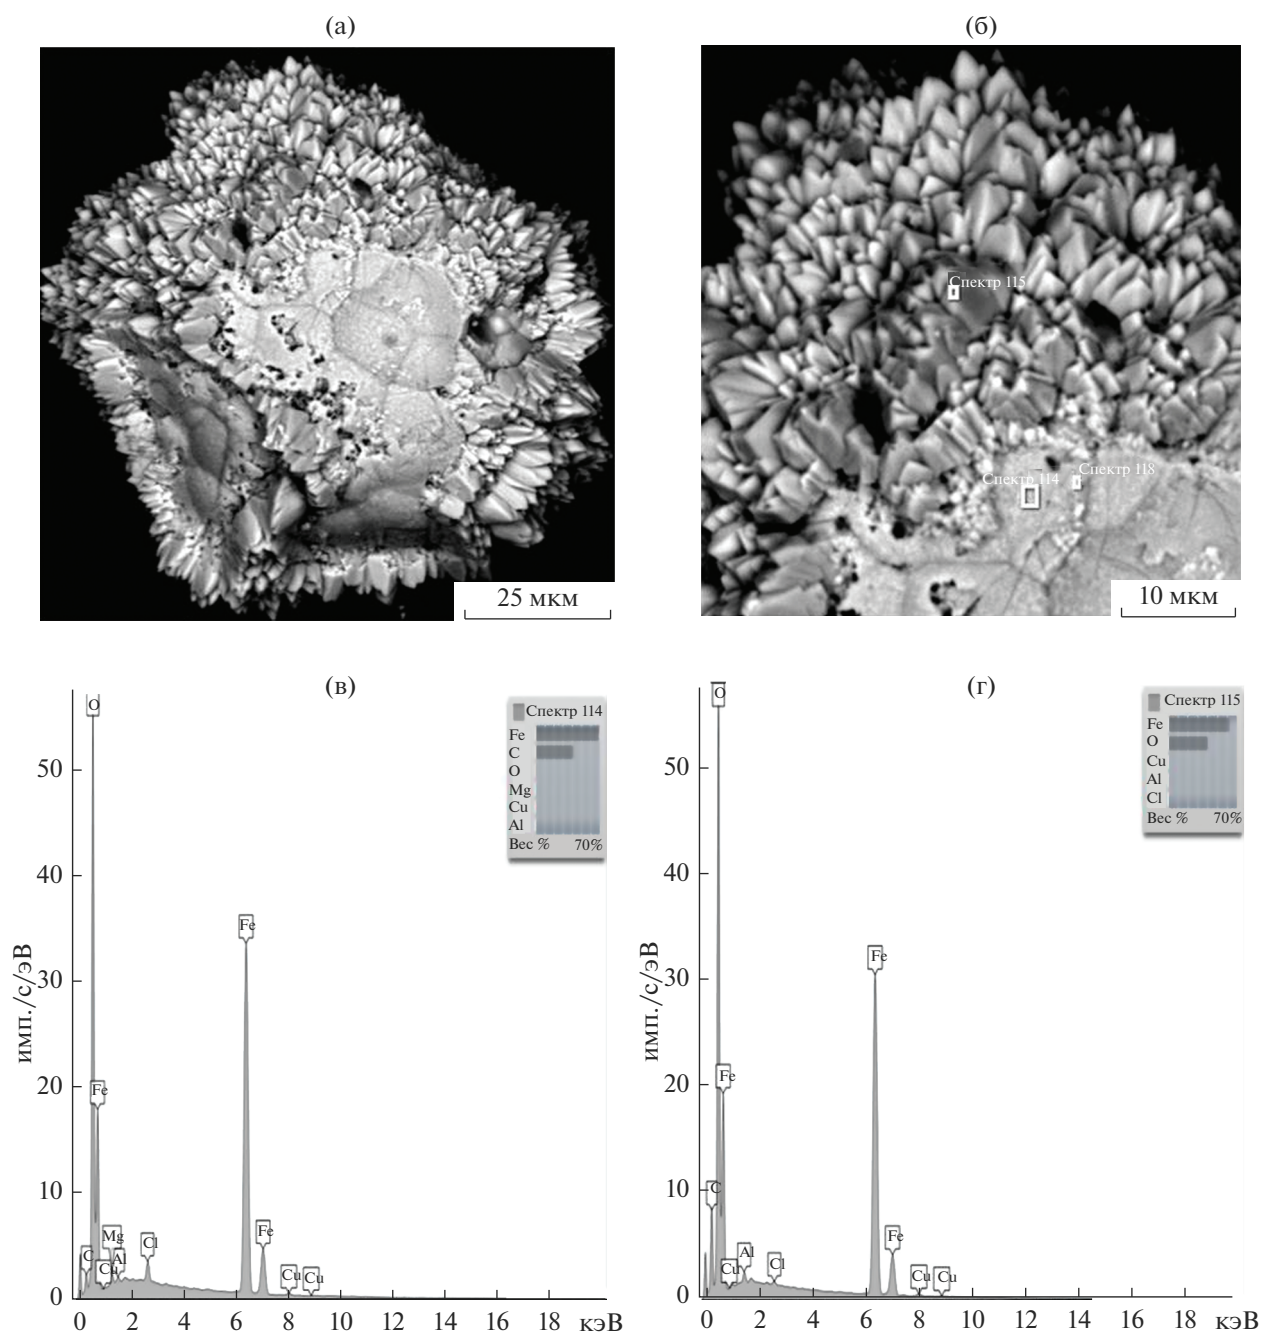 (а)
(б)
Спектр 115
Спектр 118
Спектр 114
25 мкм
10 мкм
(в)
(г)
O
Спектр 114
Fe
C
O
Mg
Cu
Al
Вес % 70%
50
40
30
20
10
0
имп./с/эВ
Fe
Fe
Mg
C
Cu
Al
Cl
Fe
Cu
Cu
0 2 4 6 8 10 12 14 16 18 кэВ
O
Спектр 115
Fe
O
Cu
Al
Cl
Вес % 70%
50
40
30
20
10
0
имп./с/эВ
Fe
Fe
C
Cu
Al
Cl
Fe
Cu
Cu
0 2 4 6 8 10 12 14 16 18 кэВ